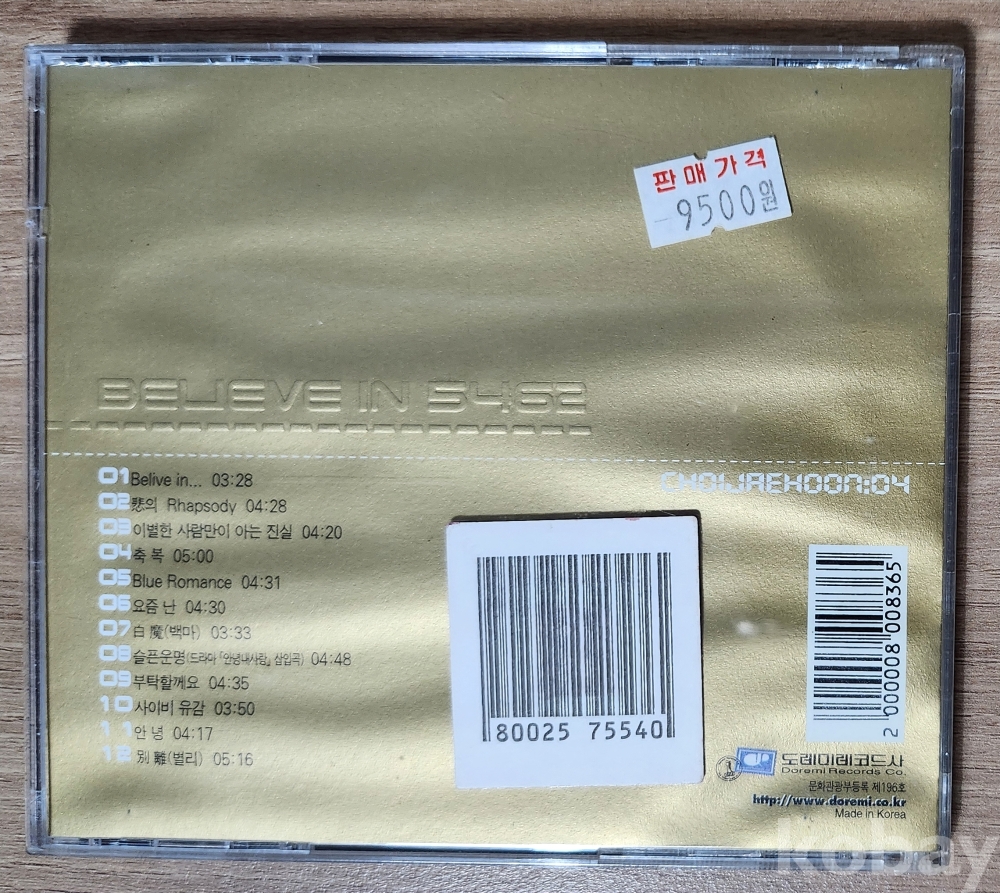 판매가격
9500원
BELIEVE IN 5462
CHOIJAEHOON:04
01 Belive in... 03:28
02 悲의 Rhapsody 04:28
03 이별한 사람만이 아는 진실 04:20
04 축 복 05:00
05 Blue Romance 04:31
06 요즘 난 04:30
07 白 魔(백마) 03:33
08 슬픈운명(드라마「안녕내사랑」삽입곡) 04:48
09 부탁할께요 04:35
10 사이비 유감 03:50
11 안 녕 04:17
12 別 離(별리) 05:16
80025 75540
2 000008 008365
도레미레코드사
Doremi Records Co.
문화관광부등록 제196호
http://www.doremi.co.kr
Made in Korea
kobay